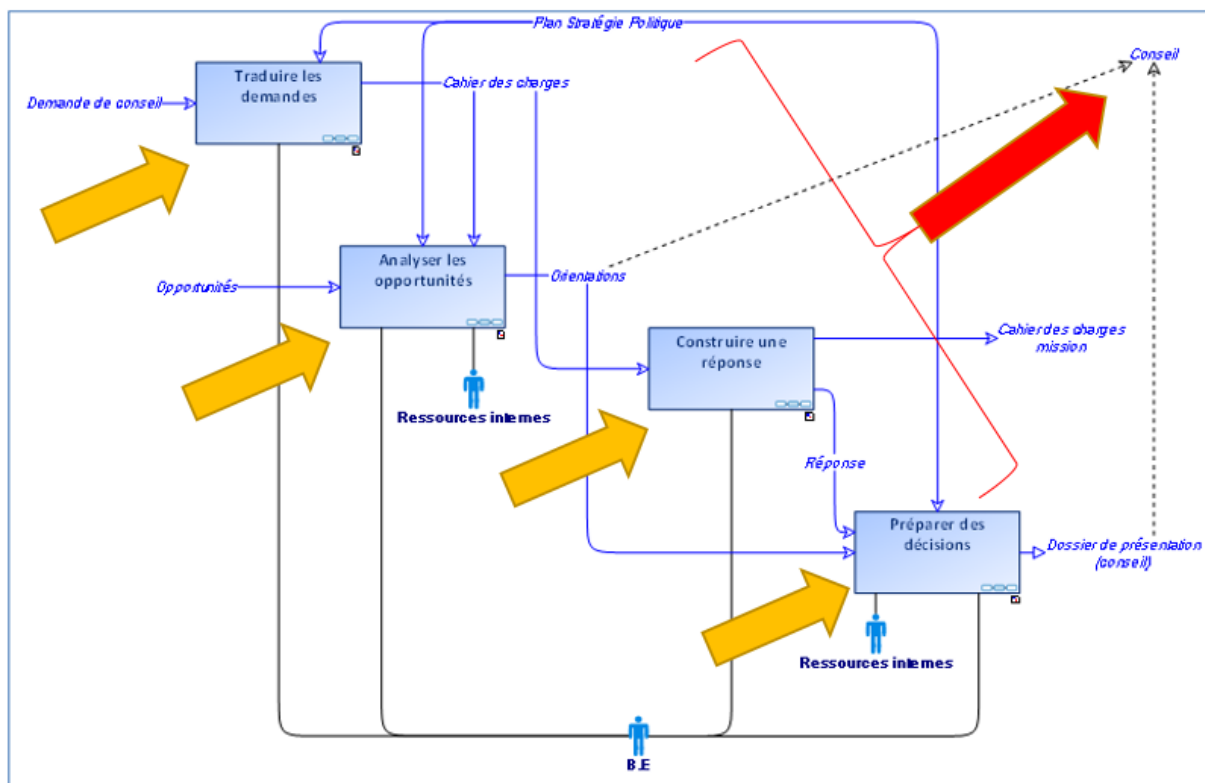 Plan Stratégie Politique
Conseil
Traduire les
demandes
Cahier des charges
Demande de conseil
Analyser les
opportunités
Opportunités
Orientations
Cahier des charges
mission
Construire une
réponse
Ressources internes
Réponse
Préparer des
décisions
Dossier de présentation
(conseil)
Ressources internes
B.E